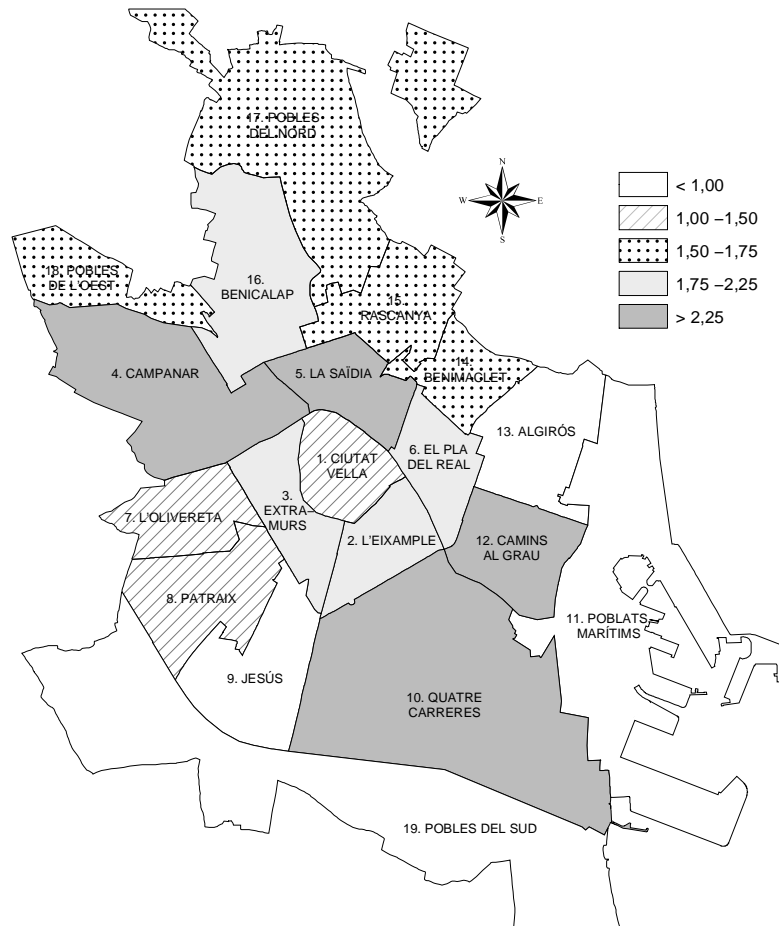 17. POBLES
DEL NORD
N
W
E
S
< 1,00
1,00 –1,50
1,50 –1,75
1,75 –2,25
> 2,25
18. POBLES
DE L'OEST
16.
BENICALAP
15.
RASCANYA
4. CAMPANAR
5. LA SAÏDIA
14.
BENIMACLET
13. ALGIRÓS
6. EL PLA
DEL REAL
1. CIUTAT
VELLA
3.
EXTRA–
MURS
7. L'OLIVERETA
2. L'EIXAMPLE
12. CAMINS
AL GRAU
8. PATRAIX
11. POBLATS
MARÍTIMS
9. JESÚS
10. QUATRE
CARRERES
19. POBLES DEL SUD